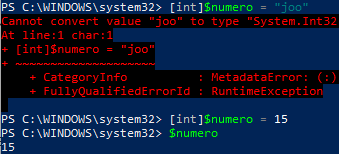 PS C:\WINDOWS\system32> [int]$numero = "joo"
Cannot convert value "joo" to type "System.Int32
At line:1 char:1
+ [int]$numero = "joo"
+ ~~~~~~~~~~~~~~~~~~~~
    + CategoryInfo          : MetadataError: (:)
    + FullyQualifiedErrorId : RuntimeException

PS C:\WINDOWS\system32> [int]$numero = 15
PS C:\WINDOWS\system32> $numero
15